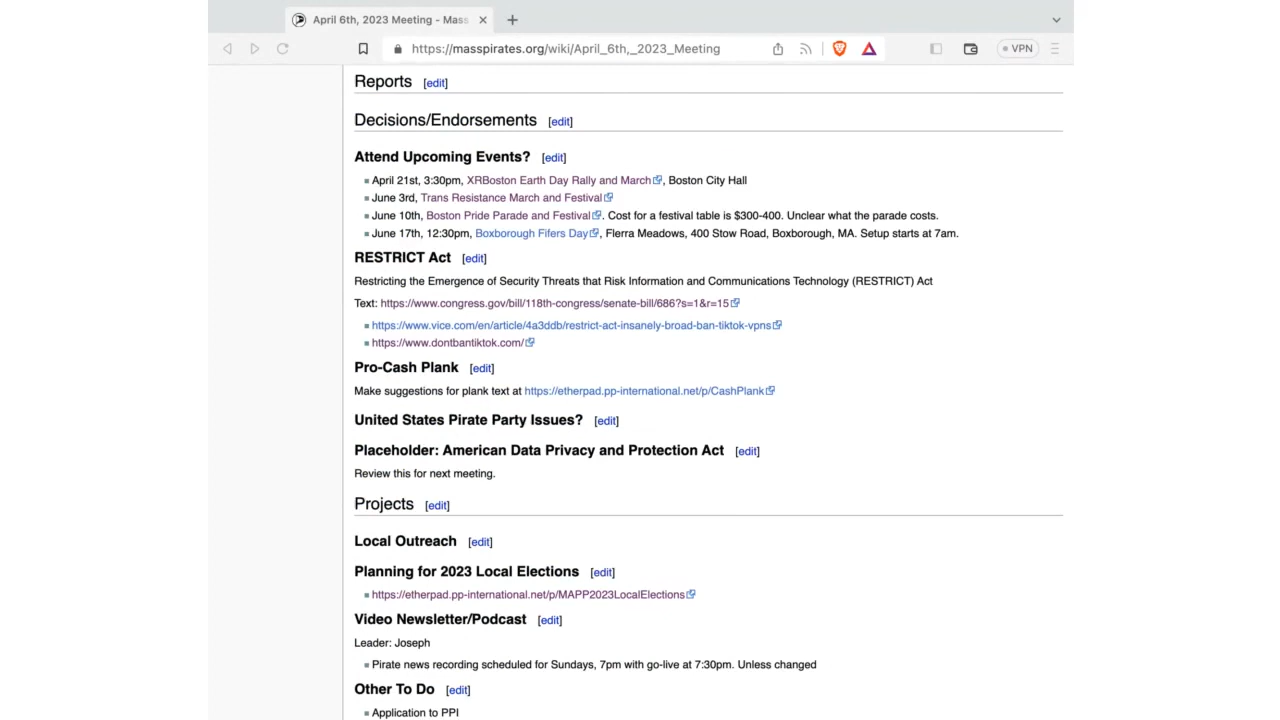 April 6th, 2023 Meeting - Mass
https://masspirates.org/wiki/April_6th,_2023_Meeting
VPN
Reports [edit]
Decisions/Endorsements [edit]
Attend Upcoming Events? [edit]
April 21st, 3:30pm, XRBoston Earth Day Rally and March, Boston City Hall
June 3rd, Trans Resistance March and Festival
June 10th, Boston Pride Parade and Festival. Cost for a festival table is $300-400. Unclear what the parade costs.
June 17th, 12:30pm, Boxborough Fifers Day, Flerra Meadows, 400 Stow Road, Boxborough, MA. Setup starts at 7am.
RESTRICT Act [edit]
Restricting the Emergence of Security Threats that Risk Information and Communications Technology (RESTRICT) Act
Text: https://www.congress.gov/bill/118th-congress/senate-bill/686?s=1&r=15
https://www.vice.com/en/article/4a3ddb/restrict-act-insanely-broad-ban-tiktok-vpns
https://www.dontbantiktok.com/
Pro-Cash Plank [edit]
Make suggestions for plank text at https://etherpad.pp-international.net/p/CashPlank
United States Pirate Party Issues? [edit]
Placeholder: American Data Privacy and Protection Act [edit]
Review this for next meeting.
Projects [edit]
Local Outreach [edit]
Planning for 2023 Local Elections [edit]
https://etherpad.pp-international.net/p/MAPP2023LocalElections
Video Newsletter/Podcast [edit]
Leader: Joseph
Pirate news recording scheduled for Sundays, 7pm with go-live at 7:30pm. Unless changed
Other To Do [edit]
Application to PPI